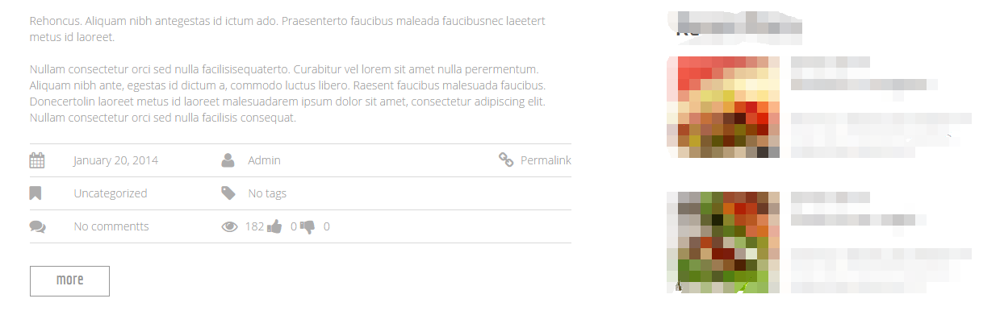 Rehoncus. Aliquam nibh antegestas id ictum ado. Praesenterto faucibus maleada faucibusnec laeetert
metus id laoreet.
Nullam consectetur orci sed nulla facilisisequaterto. Curabitur vel lorem sit amet nulla perermentum.
Aliquam nibh ante, egestas id dictum a, commodo luctus libero. Raesent faucibus malesuada faucibus.
Donecertolin laoreet metus id laoreet malesuadarem ipsum dolor sit amet, consectetur adipiscing elit.
Nullam consectetur orci sed nulla facilisis consequat.
January 20, 2014 Admin Permalink
Uncategorized No tags
No commentts 182 0 0
more